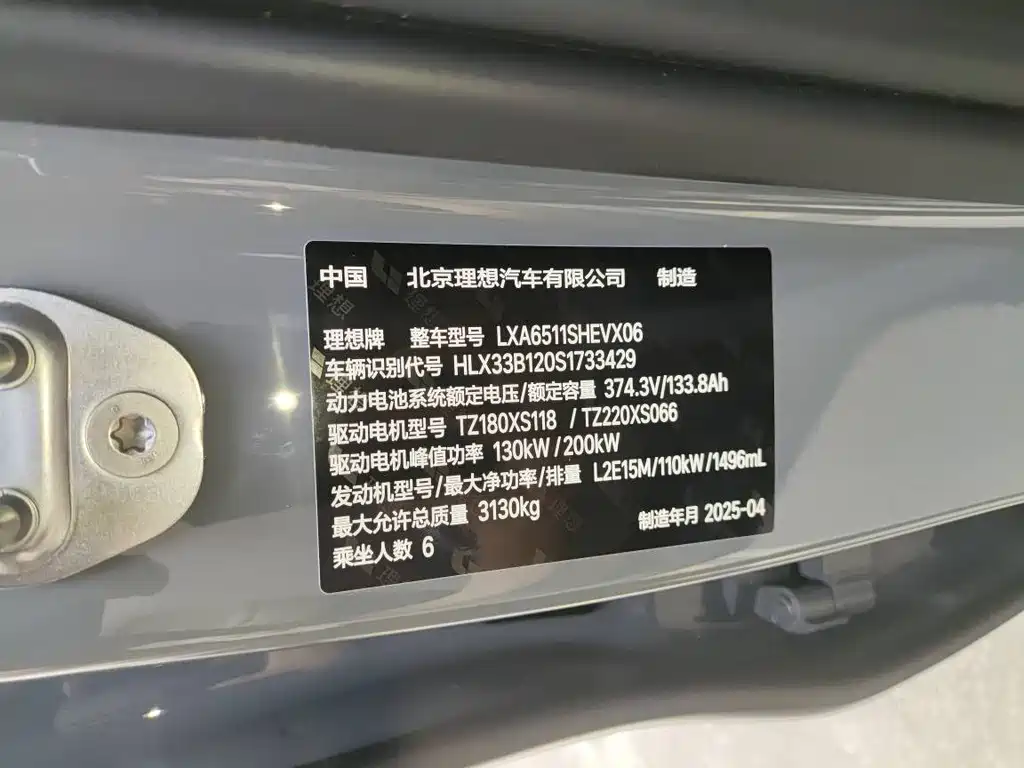 中国 北京理想汽车有限公司 制造
理想牌 整车型号 LXA6511SHEVX06
车辆识别代号 HLX33B120S1733429
动力电池系统额定电压/额定容量 374.3V/133.8Ah
驱动电机型号 TZ180XS118 / TZ220XS066
驱动电机峰值功率 130kW/200kW
发动机型号/最大净功率/排量 L2E15M/110kW/1496mL
最大允许总质量 3130kg
制造年月 2025-04
乘坐人数 6